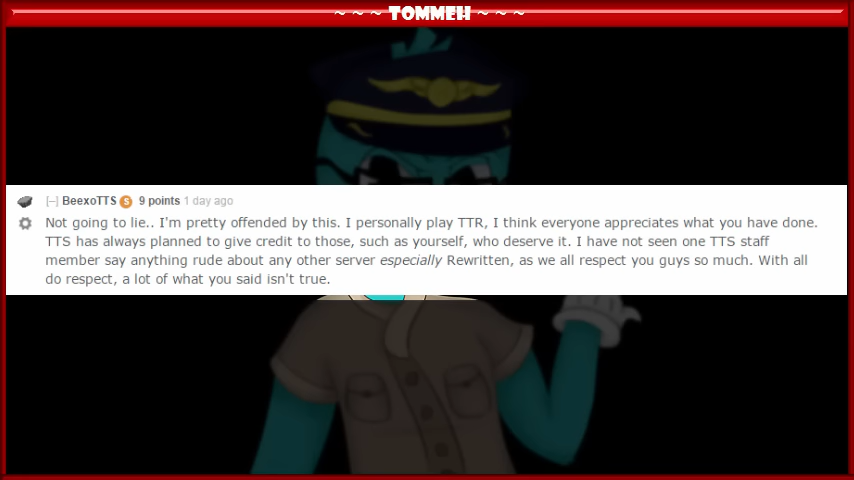 ~ ~ ~ TOMMEH ~ ~ ~
[–] BeexoTTS S 9 points 1 day ago
Not going to lie.. I'm pretty offended by this. I personally play TTR, I think everyone appreciates what you have done.
TTS has always planned to give credit to those, such as yourself, who deserve it. I have not seen one TTS staff
member say anything rude about any other server especially Rewritten, as we all respect you guys so much. With all
do respect, a lot of what you said isn't true.